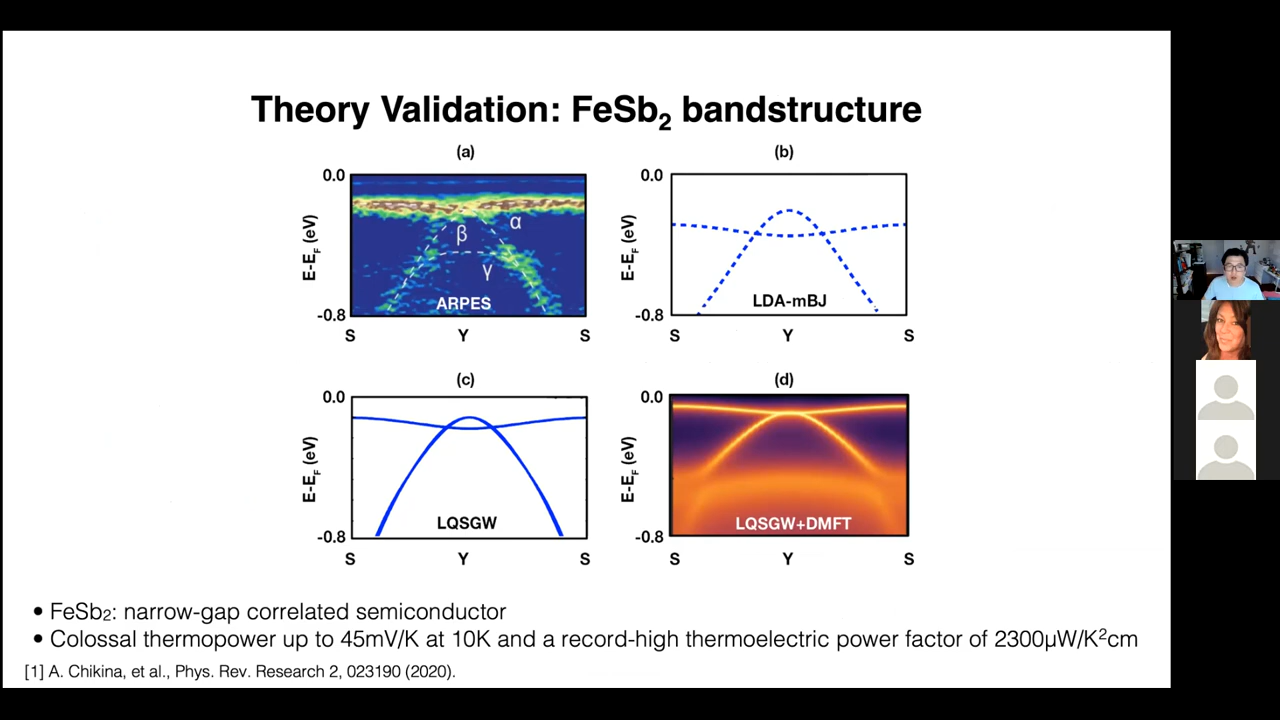 Theory Validation: FeSb₂ bandstructure
(a)
0.0
E-E_F (eV)
-0.8
α
β
γ
ARPES
S Y S
(b)
0.0
E-E_F (eV)
-0.8
LDA-mBJ
S Y S
(c)
0.0
E-E_F (eV)
-0.8
LQSGW
S Y S
(d)
0.0
E-E_F (eV)
-0.8
LQSGW+DMFT
S Y S
• FeSb₂: narrow-gap correlated semiconductor
• Colossal thermopower up to 45mV/K at 10K and a record-high thermoelectric power factor of 2300μW/K²cm
[1] A. Chikina, et al., Phys. Rev. Research 2, 023190 (2020).